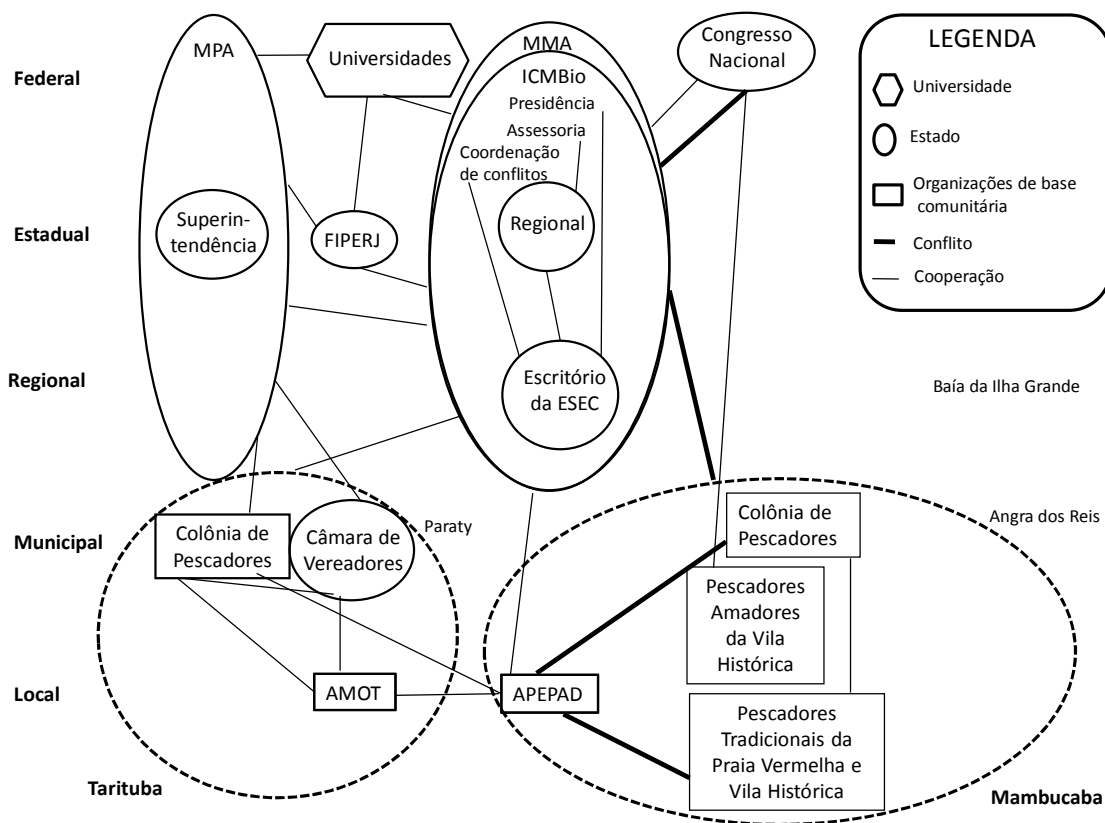 MPA
Universidades
MMA
Congresso
Nacional
LEGENDA
Federal
ICMBio
Presidência
Universidade
Assessoria
Coordenação
de conflitos
Estado
Superin-
tendência
Estadual
FIPERJ
Regional
Organizações de base
comunitária
Conflito
Cooperação
Regional
Escritório
da ESEC
Baía da Ilha Grande
Municipal
Colônia de
Pescadores
Câmara de
Vereadores
Paraty
Colônia de
Pescadores
Angra dos Reis
Pescadores
Amadores
da Vila
Histórica
Local
AMOT
APEPAD
Pescadores
Tradicionais da
Praia Vermelha e
Vila Histórica
Tarituba
Mambucaba